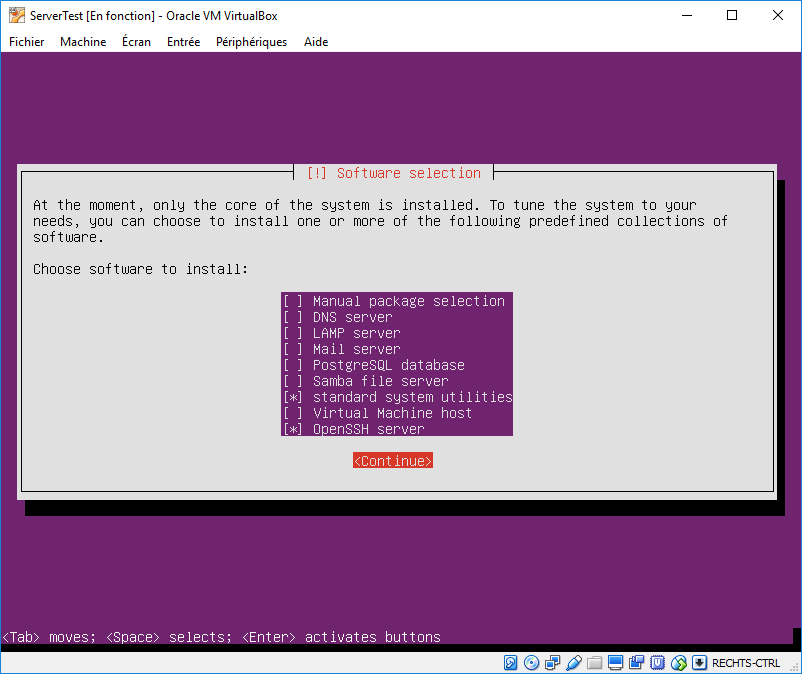 ServerTest [En fonction] - Oracle VM VirtualBox
Fichier Machine Écran Entrée Périphériques Aide
[!] Software selection
At the moment, only the core of the system is installed. To tune the system to your
needs, you can choose to install one or more of the following predefined collections of
software.
Choose software to install:
[ ] Manual package selection
[ ] DNS server
[ ] LAMP server
[ ] Mail server
[ ] PostgreSQL database
[ ] Samba file server
[*] standard system utilities
[ ] Virtual Machine host
[*] OpenSSH server
<Continue>
<Tab> moves; <Space> selects; <Enter> activates buttons
RECHTS-CTRL